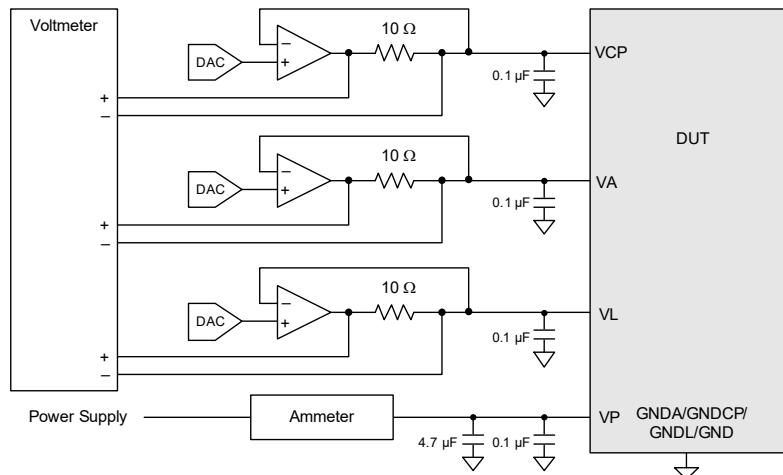 Voltmeter
10 Ω
DAC
−
+
VCP
0.1 µF
+
−
DUT
10 Ω
DAC
−
+
VA
0.1 µF
+
−
10 Ω
DAC
−
+
VL
0.1 µF
+
−
Power Supply
Ammeter
4.7 µF
0.1 µF
VP
GNDA/GNDCP/
GNDL/GND